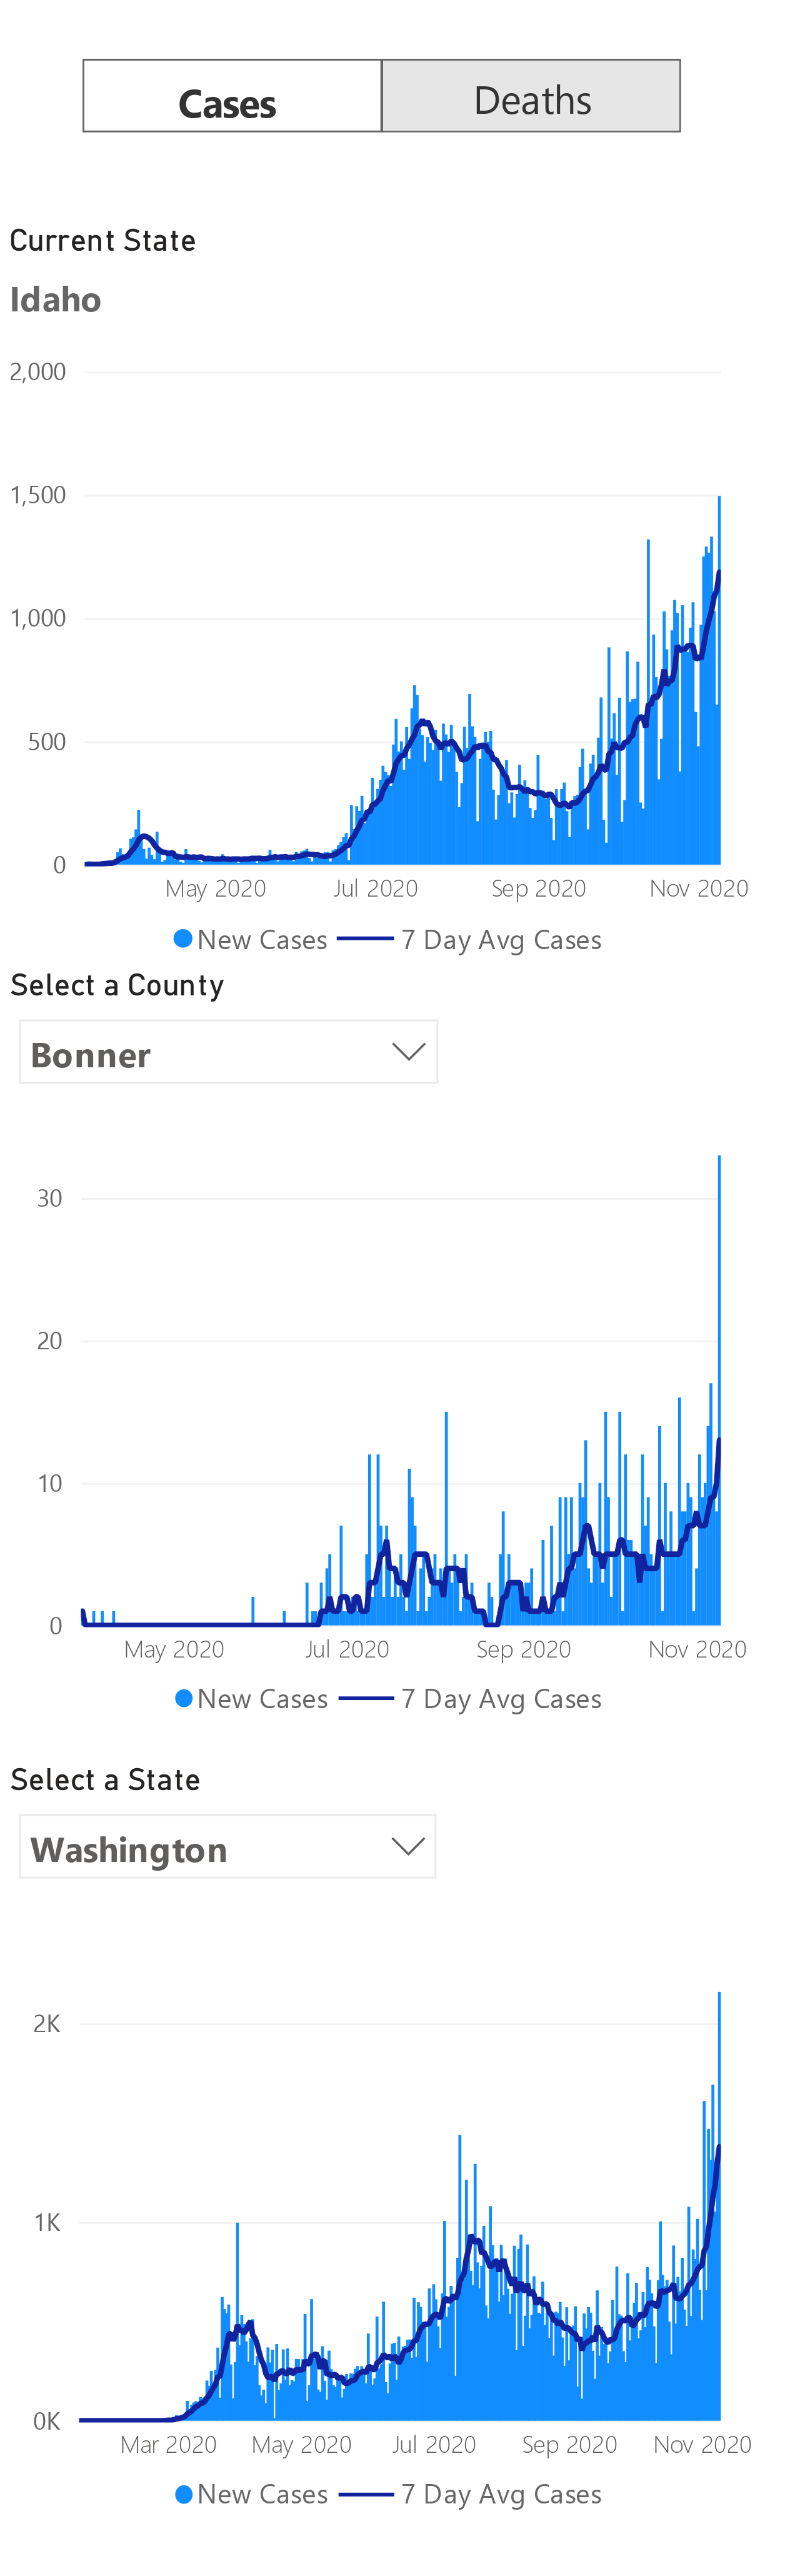 Cases Deaths
Current State
Idaho
2,000
1,500
1,000
500
0
May 2020 Jul 2020 Sep 2020 Nov 2020
New Cases 7 Day Avg Cases
Select a County
Bonner
30
20
10
0
May 2020 Jul 2020 Sep 2020 Nov 2020
New Cases 7 Day Avg Cases
Select a State
Washington
2K
1K
0K
Mar 2020 May 2020 Jul 2020 Sep 2020 Nov 2020
New Cases 7 Day Avg Cases